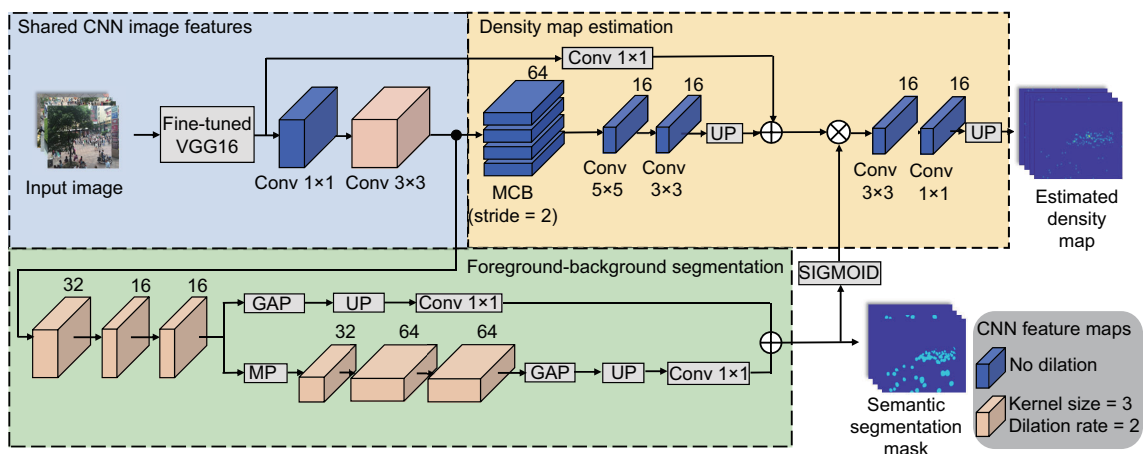 Shared CNN image features
Density map estimation
Conv 1×1
64
16
16
16
16
Fine-tuned
VGG16
UP
UP
Input image
Conv 1×1
Conv 3×3
MCB
(stride = 2)
Conv
5×5
Conv
3×3
Conv
3×3
Conv
1×1
Estimated
density
map
Foreground-background segmentation
SIGMOID
32
16
16
GAP
UP
Conv 1×1
32
64
64
MP
GAP
UP
Conv 1×1
Semantic
segmentation
mask
CNN feature maps
No dilation
Kernel size = 3
Dilation rate = 2